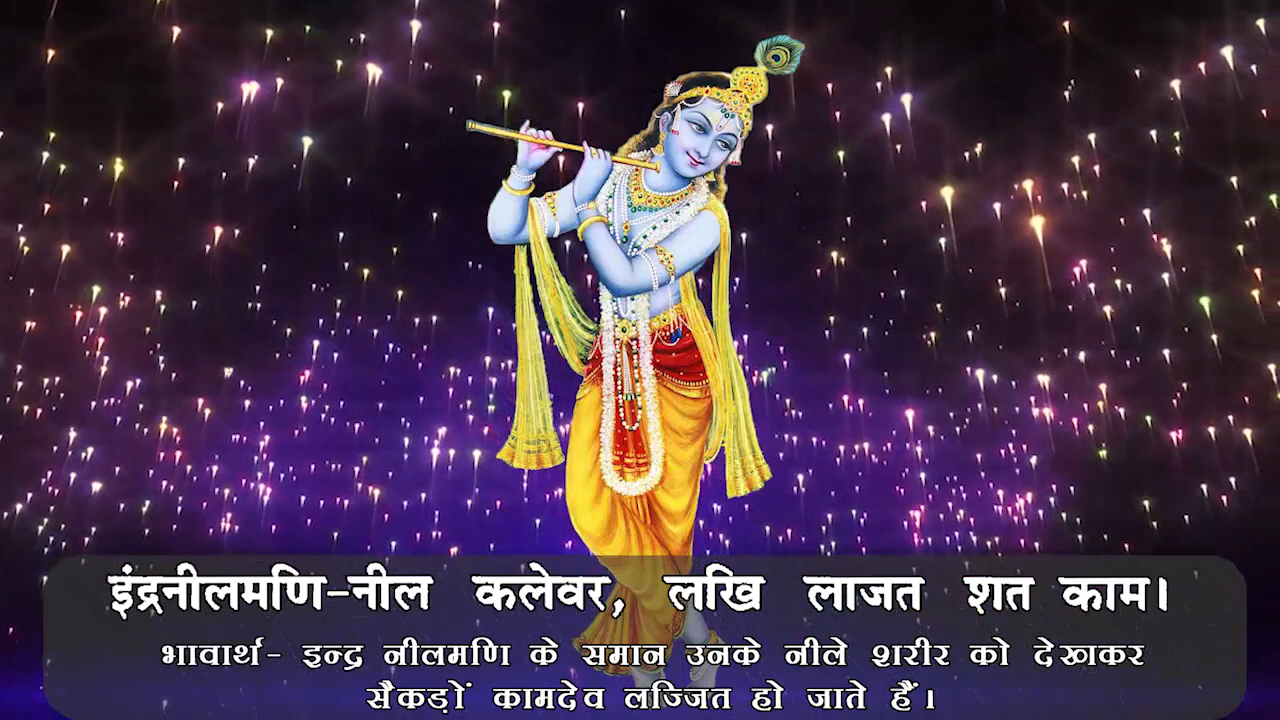 इंद्रनीलमणि-नील कलेवर, लखि लाजत शत काम।
भावार्थ- इन्द्र नीलमणि के समान उनके नीले शरीर को देखकर
सैकड़ों कामदेव लज्जित हो जाते हैं।